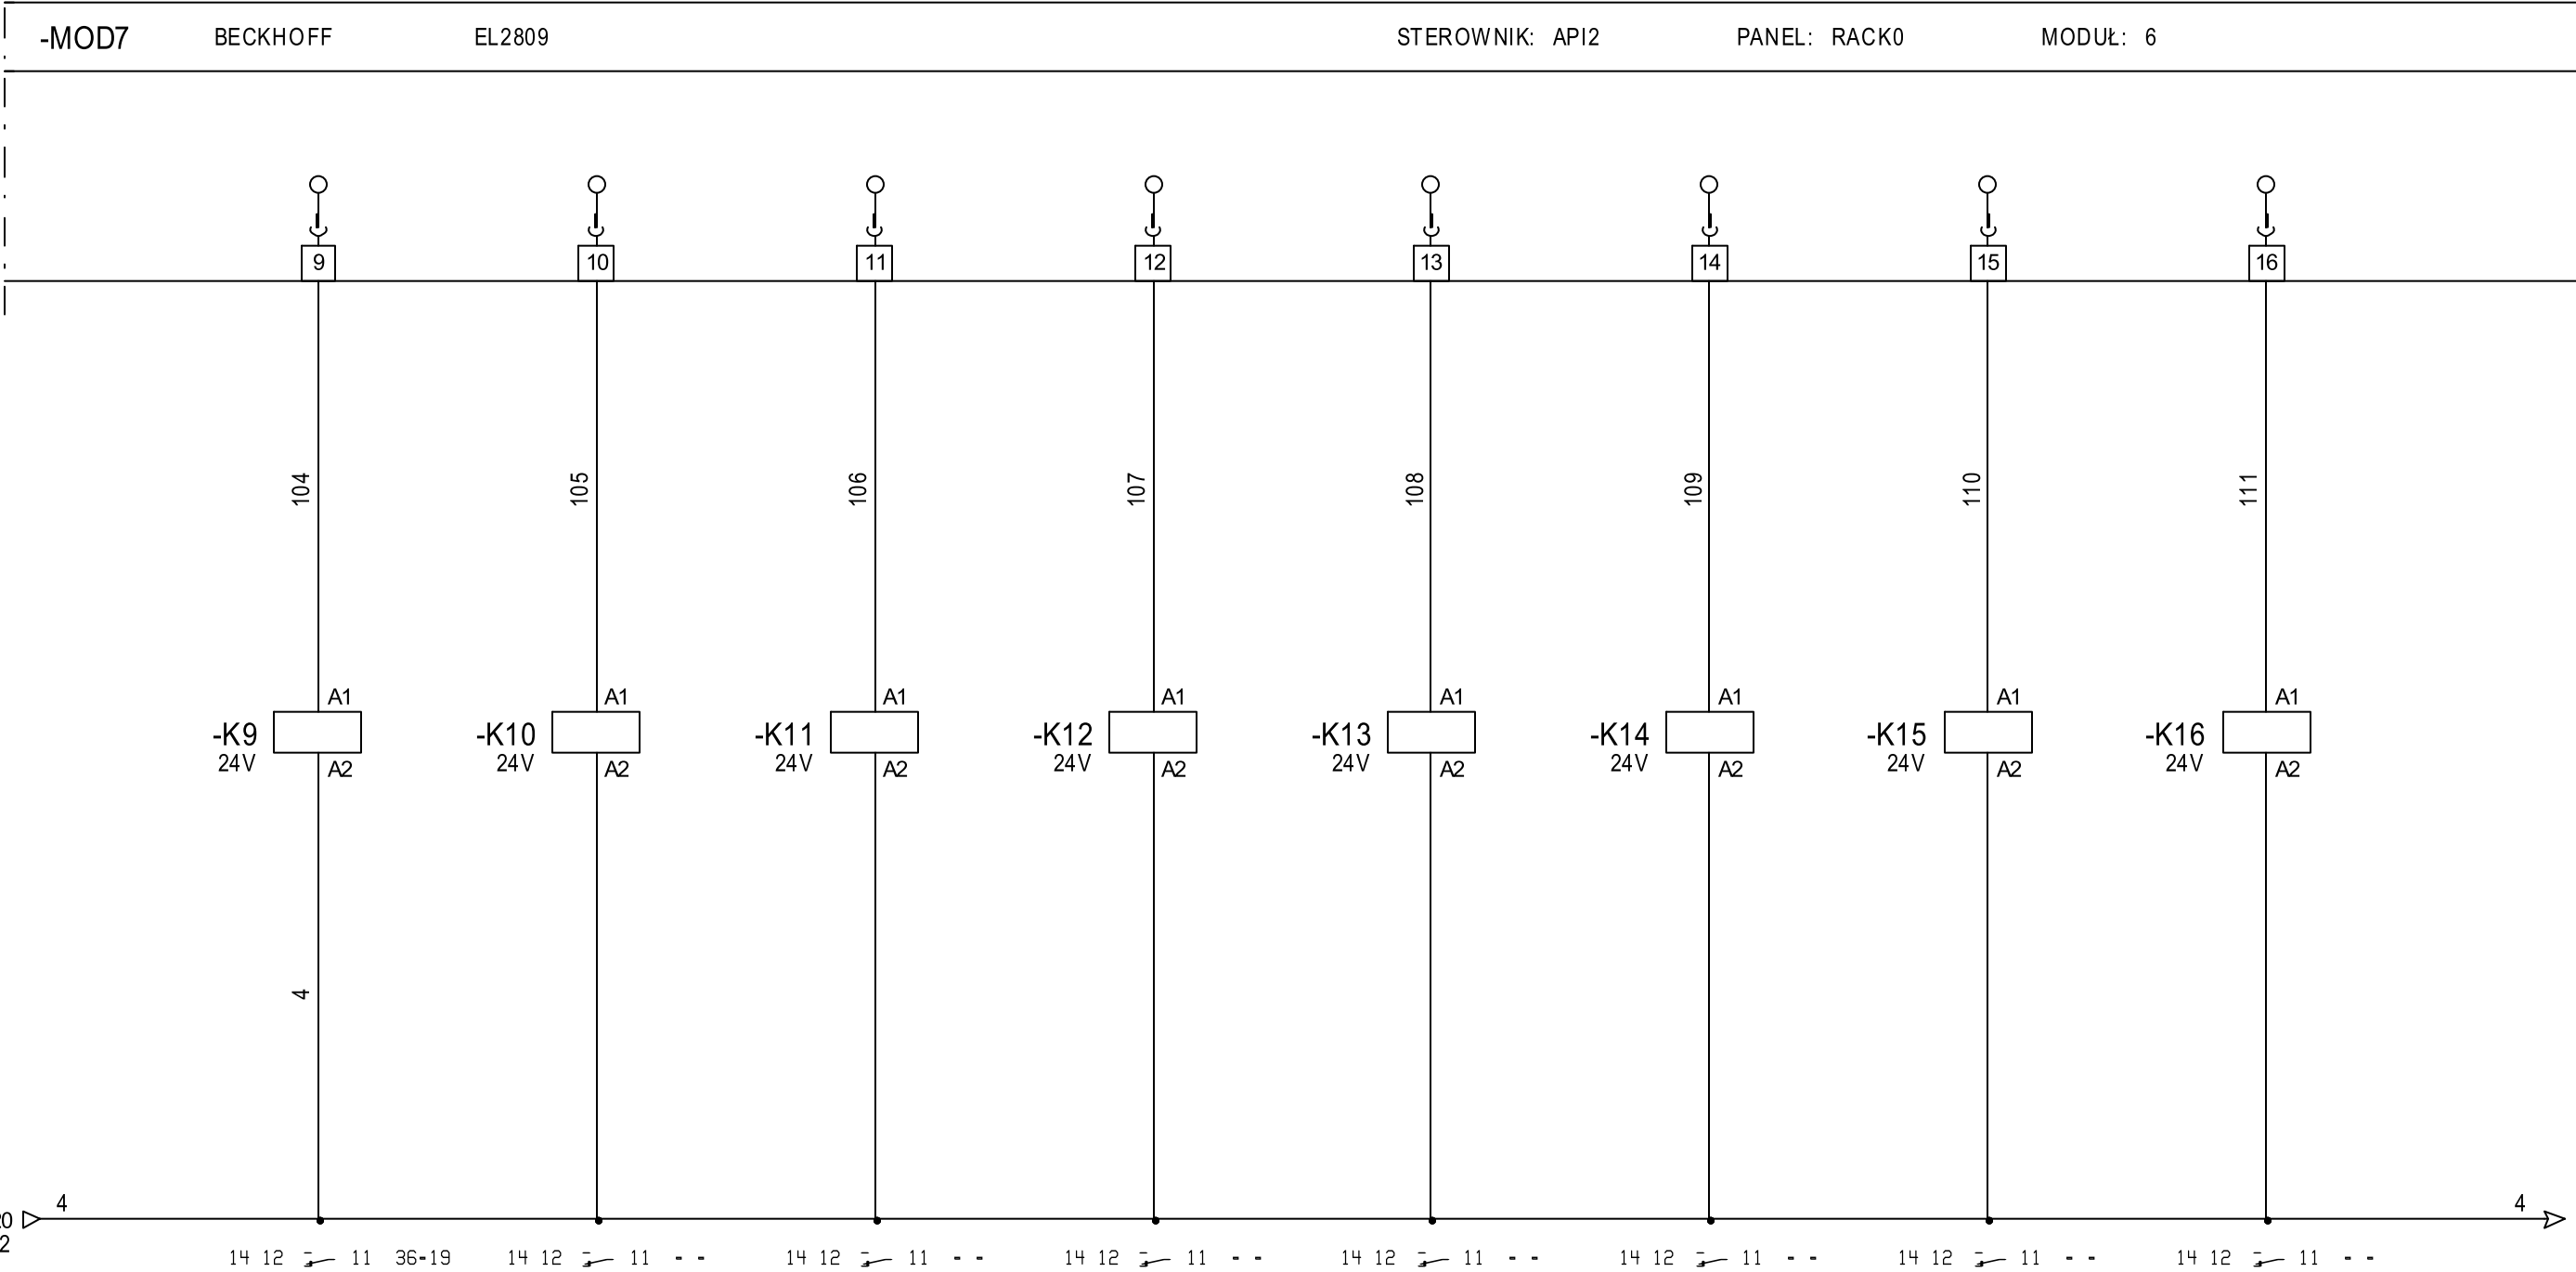 -MOD7 BECKHOFF EL2809 STEROWNIK: API2 PANEL: RACK0 MODUŁ: 6
9 10 11 12 13 14 15 16
104 105 106 107 108 109 110 111
A1 A1 A1 A1 A1 A1 A1 A1
-K9 -K10 -K11 -K12 -K13 -K14 -K15 -K16
24V 24V 24V 24V 24V 24V 24V 24V
A2 A2 A2 A2 A2 A2 A2 A2
4
4 4
14 12 11 36-19 14 12 11 - - 14 12 11 - - 14 12 11 - - 14 12 11 - - 14 12 11 - - 14 12 11 - - 14 12 11 - -